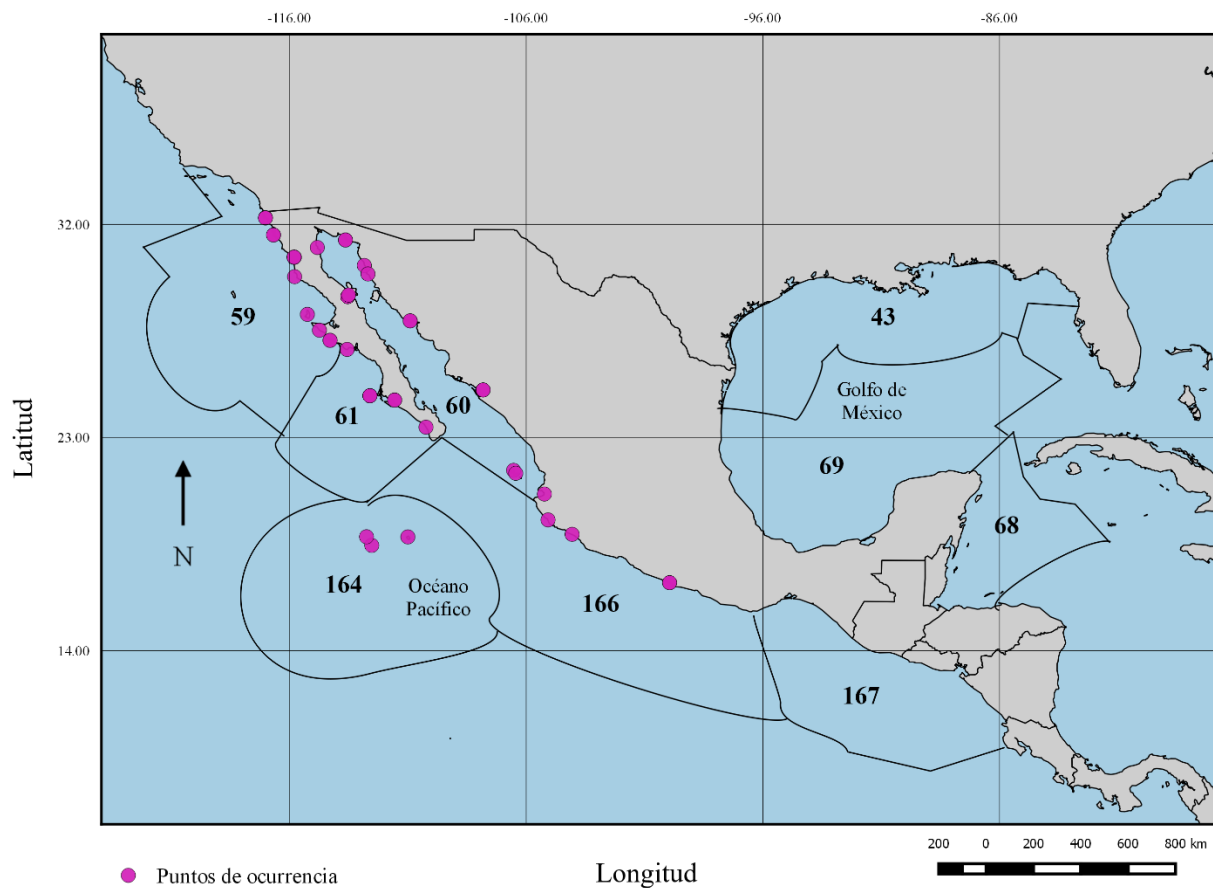 -116.00 -106.00 -96.00 -86.00
32.00
43
59
Golfo de
México
61
60
Latitud
23.00
69
68
N
164
Océano
Pacífico
166
14.00
167
200 0 200 400 600 800 km
Puntos de ocurrencia
Longitud